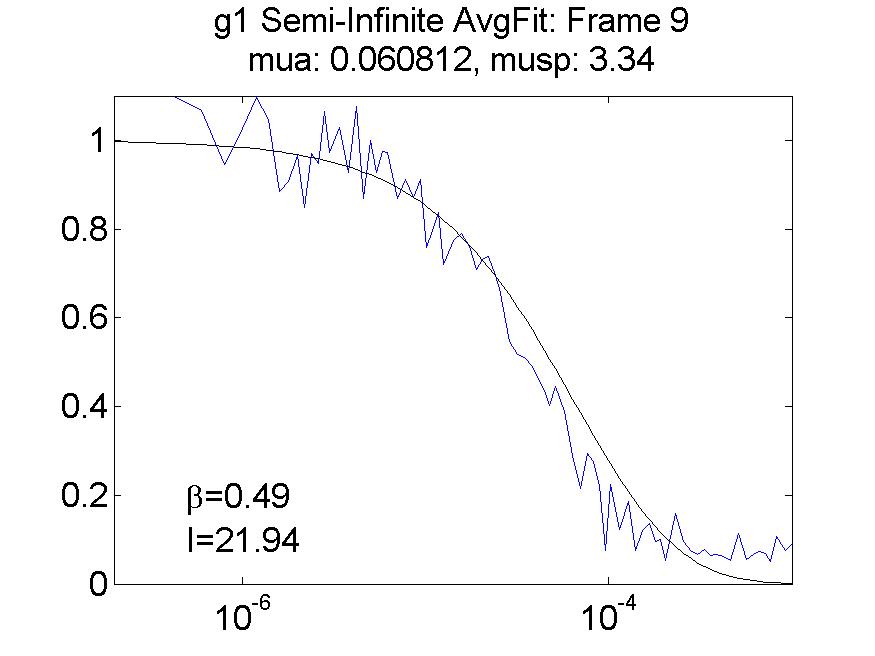 g1 Semi-Infinite AvgFit: Frame 9
mua: 0.060812, musp: 3.34
1
0.8
0.6
0.4
0.2
0
β=0.49
I=21.94
10^-6
10^-4